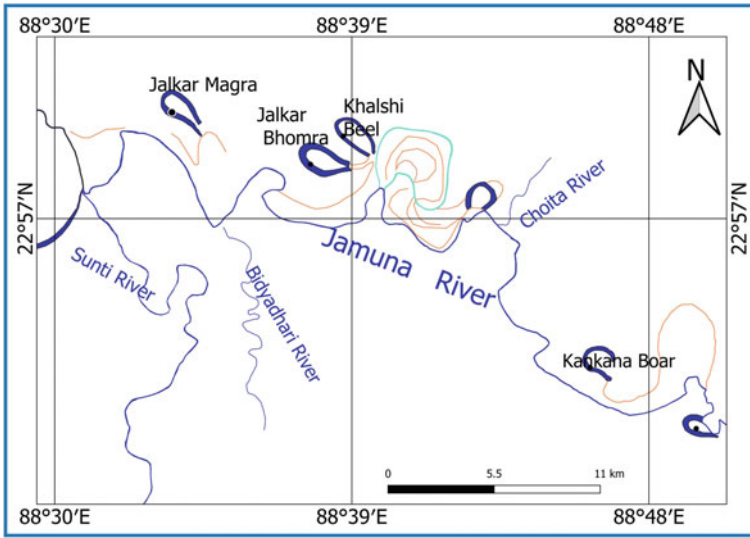 88°30′E
88°39′E
88°48′E
N
Jalkar Magra
Jalkar
Bhomra
Khalshi
Beel
22°57′N
22°57′N
Choita River
Jamuna River
Sunti River
Bidyadhari River
Kankana Boar
0
5.5
11 km
88°30′E
88°39′E
88°48′E